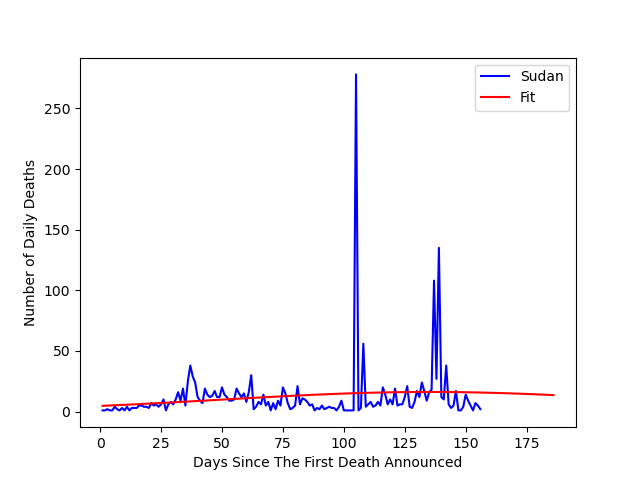 Sudan
Fit
250
200
150
100
50
0
Number of Daily Deaths
0 25 50 75 100 125 150 175
Days Since The First Death Announced